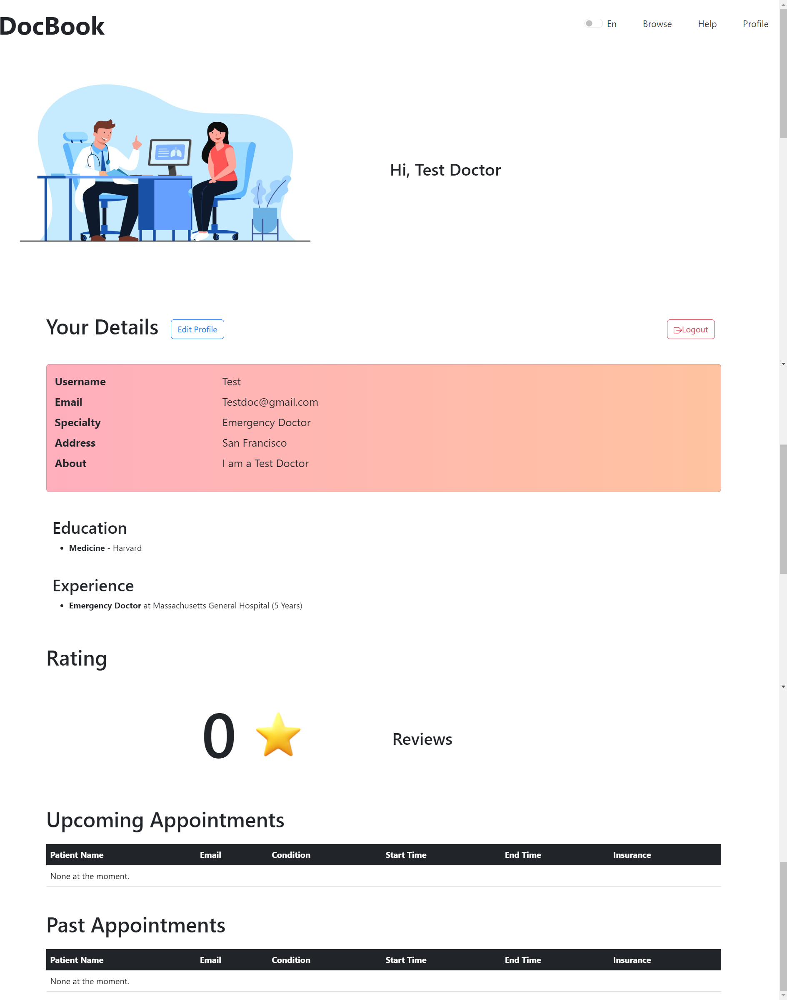 DocBook
En Browse Help Profile
Hi, Test Doctor
Your Details Edit Profile Logout
Username Test
Email Testdoc@gmail.com
Specialty Emergency Doctor
Address San Francisco
About I am a Test Doctor
Education
• Medicine - Harvard
Experience
• Emergency Doctor at Massachusetts General Hospital (5 Years)
Rating
0
Reviews
Upcoming Appointments
Patient Name Email Condition Start Time End Time Insurance
None at the moment.
Past Appointments
Patient Name Email Condition Start Time End Time Insurance
None at the moment.